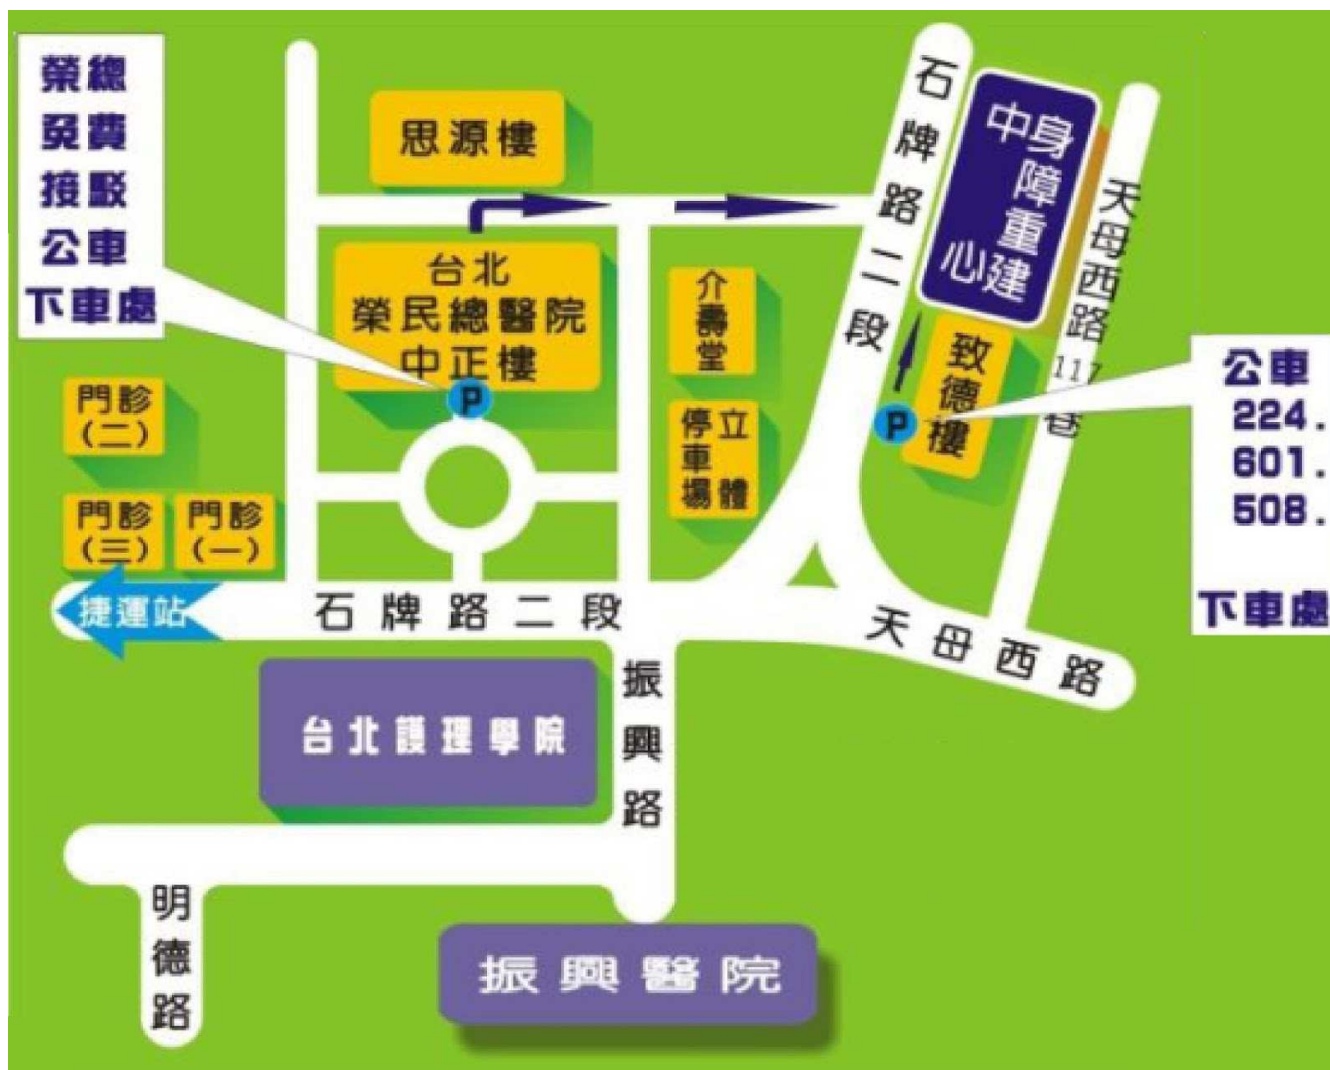 榮總
免費
接駁
公車
下車處
思源樓
台北
榮民總醫院
中正樓
P
介壽堂
立體
停車場
門診
(二)
門診
(三)
門診
(一)
捷運站
石牌路二段
石牌路二段
身障重建
中心
天母西路117巷
致德樓
P
公車
224.
601.
508.
下車處
天母西路
台北護理學院
振興路
明德路
振興醫院